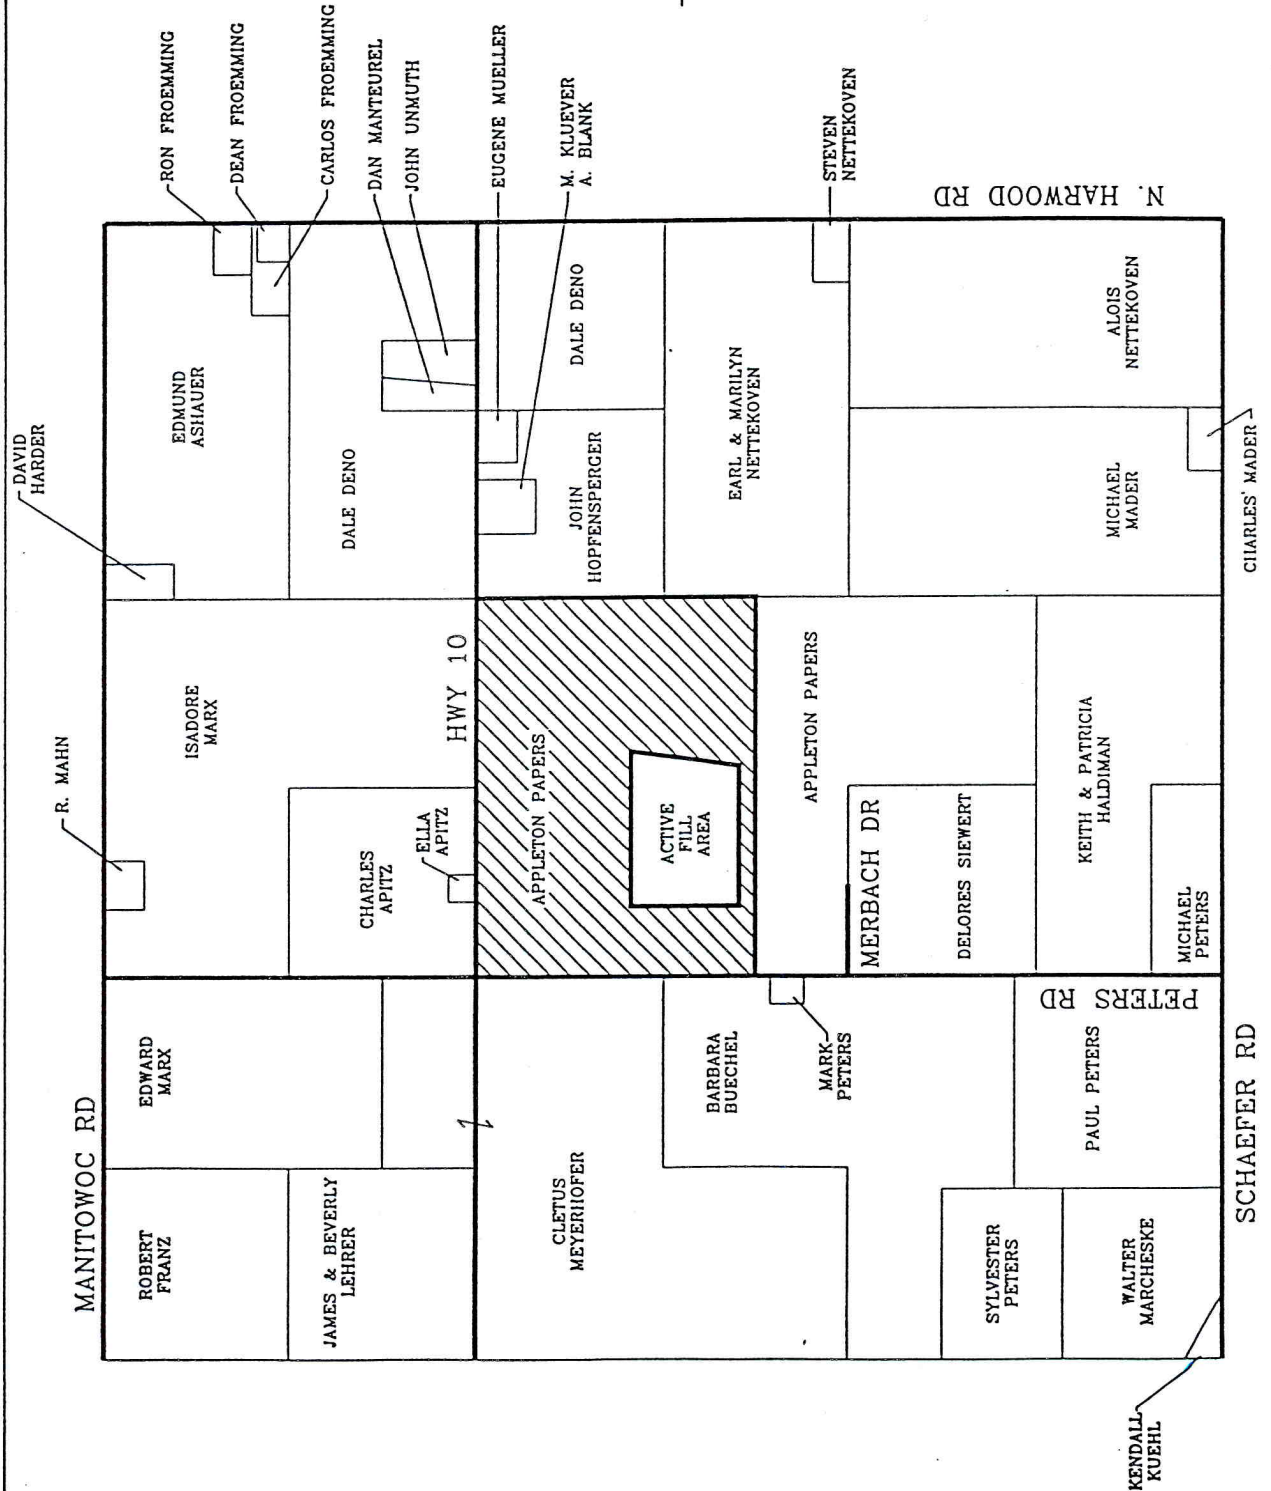 MANITOWOC RD
ROBERT
FRANZ
EDWARD
MARX
R. MAHN
ISADORE
MARX
DAVID
HARDER
EDMUND
ASHAUER
RON FROEMMING
DEAN FROEMMING
CARLOS FROEMMING
JAMES & BEVERLY
LEHRER
CHARLES
APITZ
ELLA
APITZ
DALE DENO
DAN MANTEUREL
JOHN UNMUTH
HWY 10
EUGENE MUELLER
M. KLUEVER
A. BLANK
CLETUS
MEYERHOFER
APPLETON PAPERS
JOHN
HOPFENSPERGER
DALE DENO
ACTIVE
FILL
AREA
BARBARA
BUECHEL
EARL & MARILYN
NETTEKOVEN
STEVEN
NETTEKOVEN
MARK
PETERS
APPLETON PAPERS
MERBACH DR
N. HARWOOD RD
DELORES SIEWERT
SYLVESTER
PETERS
PETERS RD
PAUL PETERS
KEITH & PATRICIA
HALDIMAN
MICHAEL
MADER
ALOIS
NETTEKOVEN
WALTER
MARCHESKE
MICHAEL
PETERS
KENDALL
KUEHL
SCHAEFER RD
CHARLES' MADER